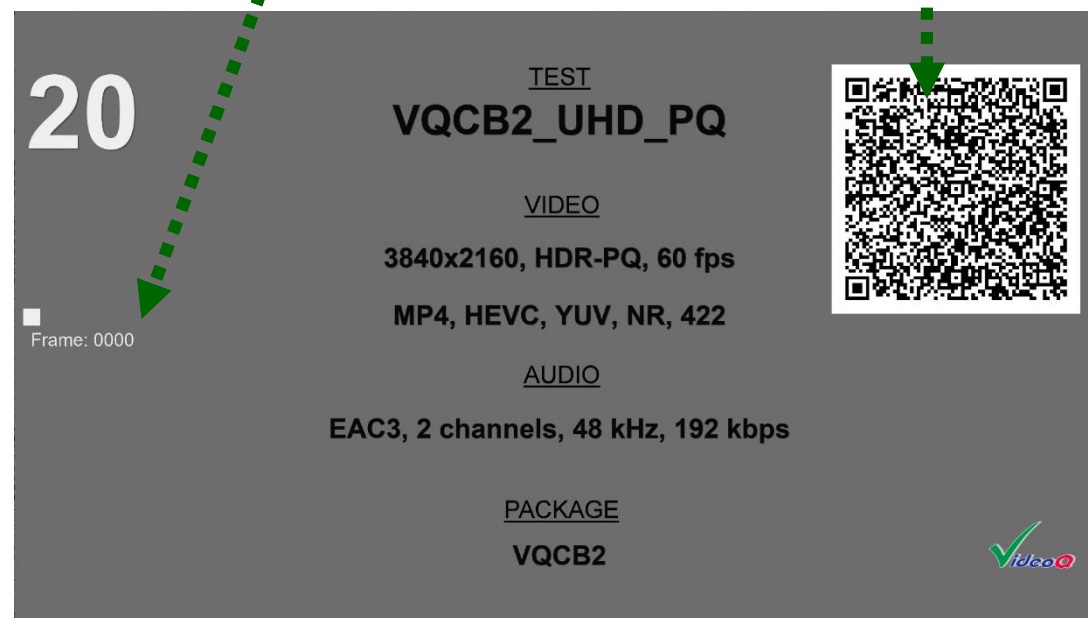 20
TEST
VQCB2_UHD_PQ
VIDEO
3840x2160, HDR-PQ, 60 fps
MP4, HEVC, YUV, NR, 422
Frame: 0000
AUDIO
EAC3, 2 channels, 48 kHz, 192 kbps
PACKAGE
VQCB2
VideoQ